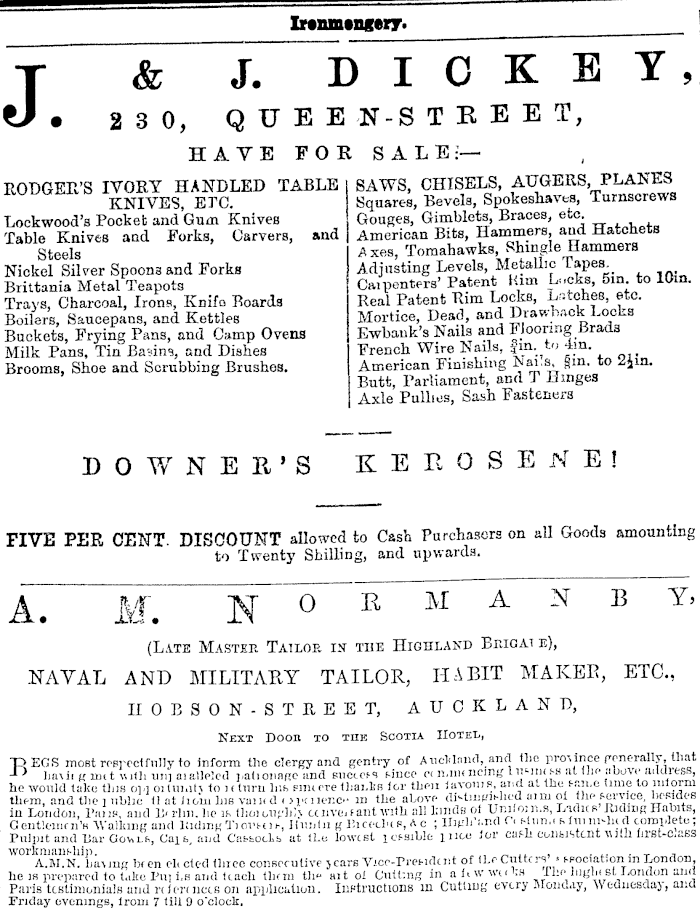 Ironmongery.
J. & J. DICKEY,
230, QUEEN-STREET,
HAVE FOR SALE:—
RODGER'S IVORY HANDLED TABLE
KNIVES, ETC.
Lockwood's Pocket and Gum Knives
Table Knives and Forks, Carvers, and
Steels
Nickel Silver Spoons and Forks
Brittania Metal Teapots
Trays, Charcoal, Irons, Knife Boards
Boilers, Saucepans, and Kettles
Buckets, Frying Pans, and Camp Ovens
Milk Pans, Tin Basins, and Dishes
Brooms, Shoe and Scrubbing Brushes.
SAWS, CHISELS, AUGERS, PLANES
Squares, Bevels, Spokeshaves, Turnscrews
Gouges, Gimblets, Braces, etc.
American Bits, Hammers, and Hatchets
Axes, Tomahawks, Shingle Hammers
Adjusting Levels, Metallic Tapes.
Carpenters' Patent Rim Locks, 5in. to 10in.
Real Patent Rim Locks, Latches, etc.
Mortice, Dead, and Drawback Locks
Ewbank's Nails and Flooring Brads
French Wire Nails, to 4in.
American Finishing Nails, to 2½in.
Butt, Parliament, and T Hinges
Axle Pullies, Sash Fasteners
DOWNER'S KEROSENE!
FIVE PER CENT. DISCOUNT allowed to Cash Purchasers on all Goods amounting
to Twenty Shilling, and upwards.
A. M. NORMANBY,
(LATE MASTER TAILOR IN THE HIGHLAND BRIGADE),
NAVAL AND MILITARY TAILOR, HABIT MAKER, ETC.,
HOBSON-STREET, AUCKLAND,
NEXT DOOR TO THE SCOTIA HOTEL,
BEGS most respectfully to inform the clergy and gentry of Auckland, and the province generally, that
having met with unparalleled patronage and success since commencing business at the above address,
he would take this opportunity to return his sincere thanks for their favours, and at the same time to inform
them, and the public that from his varied experience in the above distinguished arm of the service, besides
in London, Paris, and Berlin, he is thoroughly conversant with all kinds of Uniforms, Ladies' Riding Habits,
Gentlemen's Walking and Riding Trousers, Hunting Breeches, &c; Highland Costumes furnished complete;
Pulpit and Bar Gowns, Caps, and Cassocks at the lowest possible price for cash consistent with first-class
workmanship.
A.M.N. having been elected three consecutive years Vice-President of the Cutters' Association in London,
he is prepared to take Pupils and teach them the art of Cutting in a few weeks The highest London and
Paris testimonials and references on application. Instructions in Cutting every Monday, Wednesday, and
Friday evenings, from 7 till 9 o'clock.